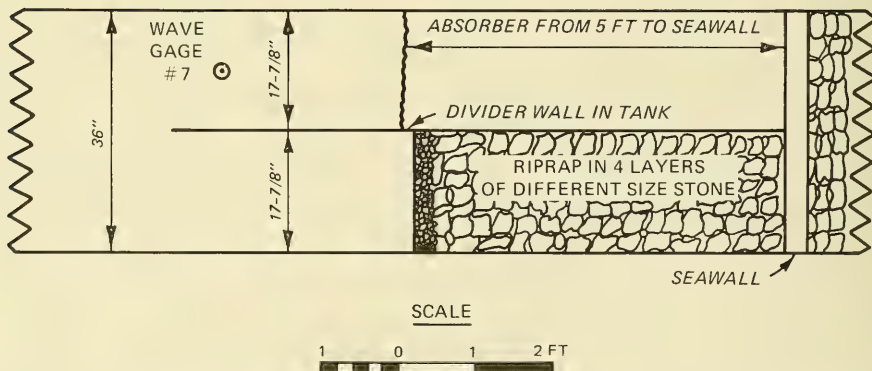 WAVE
GAGE
#7
ABSORBER FROM 5 FT TO SEAWALL
17-7/8"
36"
DIVIDER WALL IN TANK
17-7/8"
RIPRAP IN 4 LAYERS
OF DIFFERENT SIZE STONE
SEAWALL
SCALE
1 0 1 2 FT